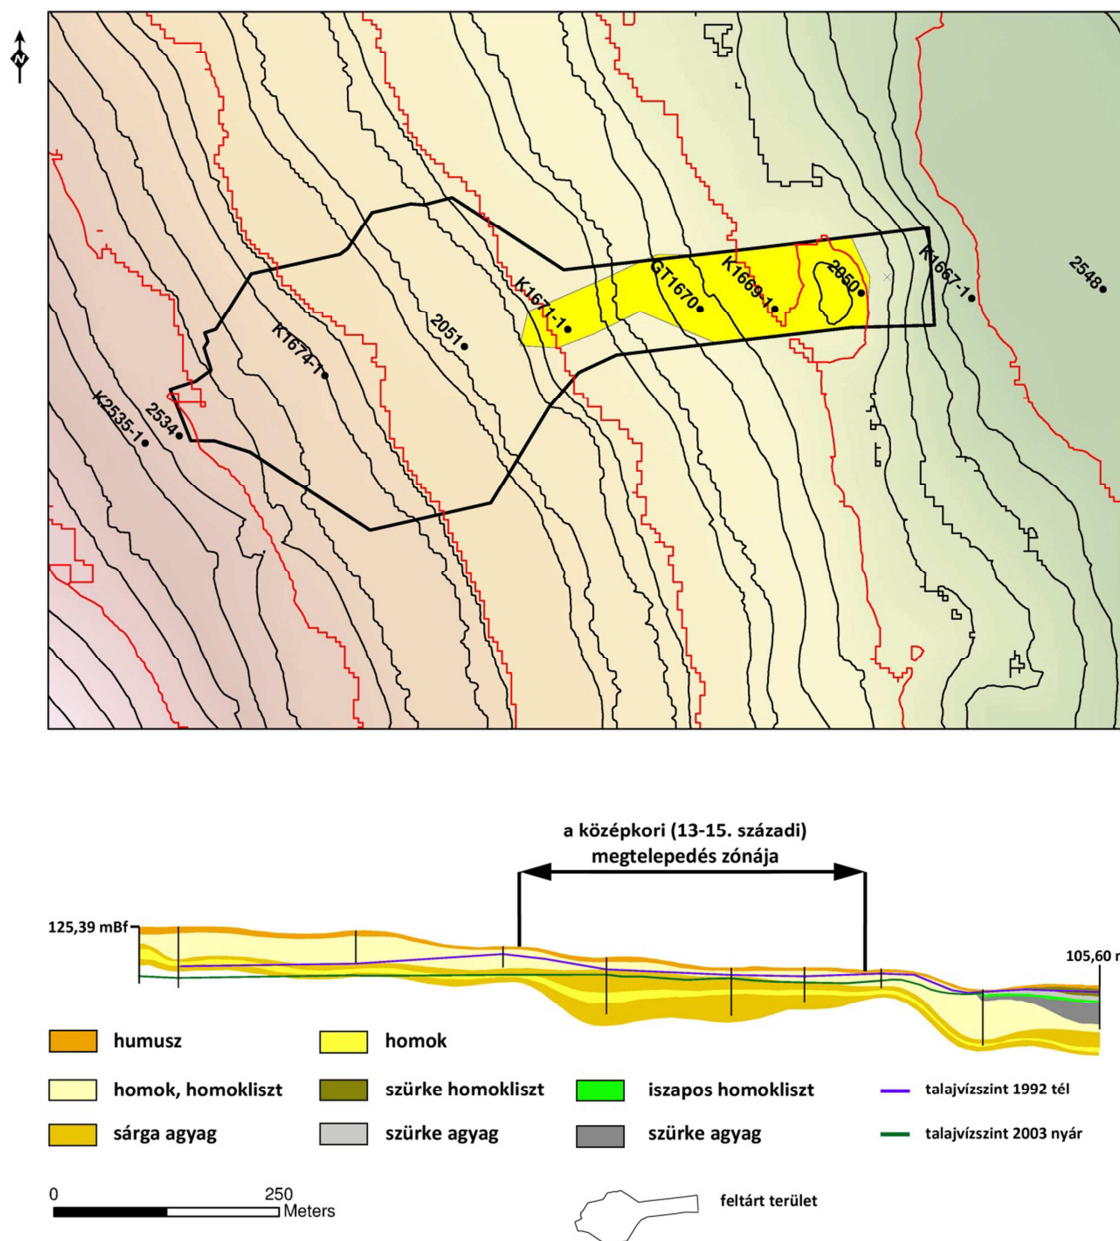 N
K2535-1
2534
K1674-1
2051
K1671-1
GT1670
K1669-1
2950
K1667-1
2548
a középkori (13-15. századi)
megtelepedés zónája
125,39 mBf
105,60 m
humusz
homok
homok, homokliszt
szürke homokliszt
iszapos homokliszt
talajvízszint 1992 tél
sárga agyag
szürke agyag
szürke agyag
talajvízszint 2003 nyár
0
250
Meters
feltárt terület